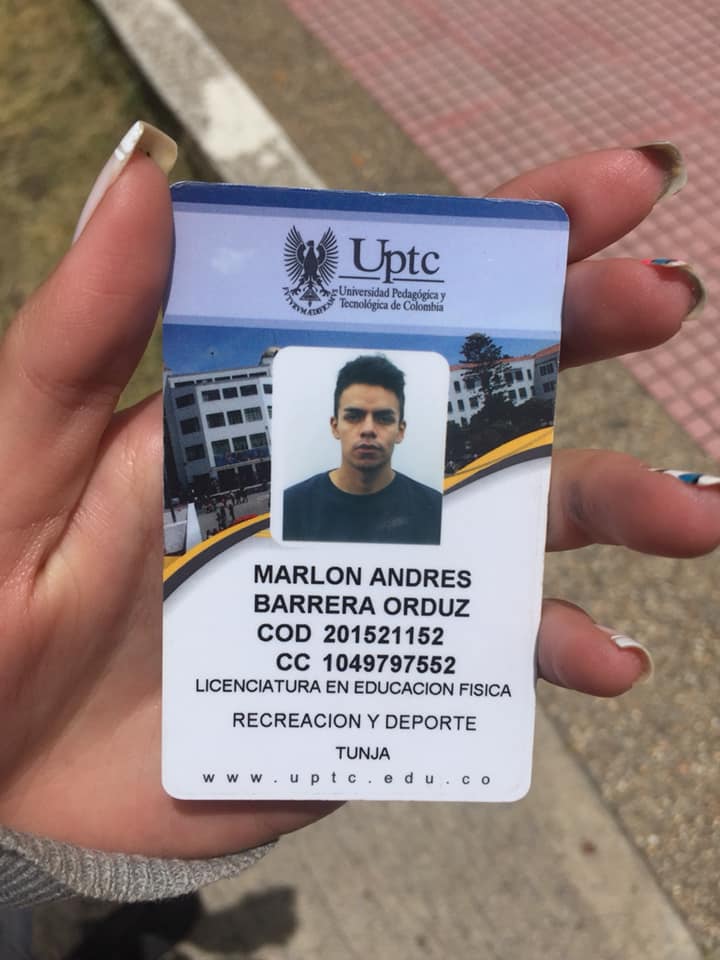 Uptc
Universidad Pedagógica y
Tecnológica de Colombia
MARLON ANDRES
BARRERA ORDUZ
COD 201521152
CC 1049797552
LICENCIATURA EN EDUCACION FISICA
RECREACION Y DEPORTE
TUNJA
www.uptc.edu.co